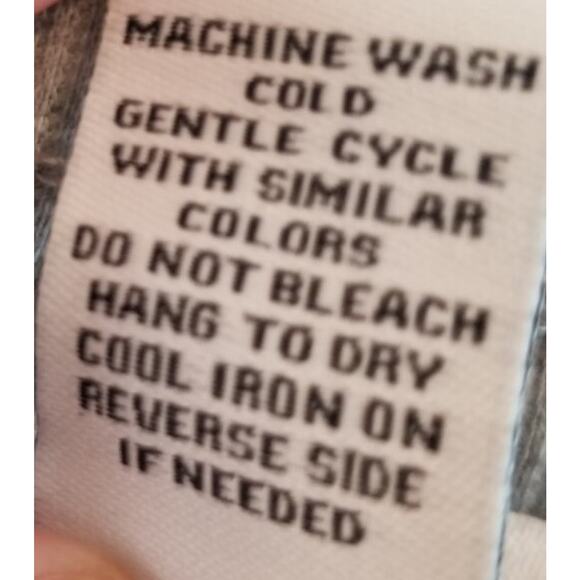 MACHINE WASH
COLD
GENTLE CYCLE
WITH SIMILAR
COLORS
DO NOT BLEACH
HANG TO DRY
COOL IRON ON
REVERSE SIDE
IF NEEDED